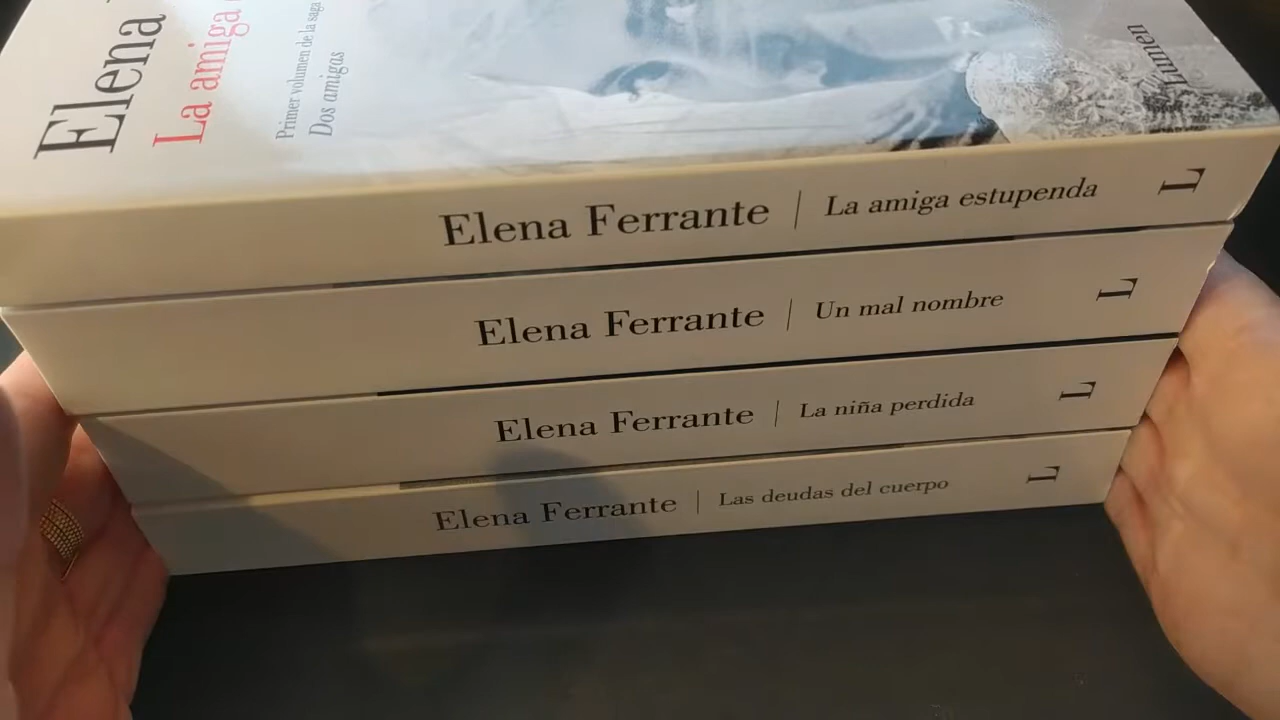 Elena
La amiga
Primer volumen de la saga
Dos amigas
Lumen
Elena Ferrante | La amiga estupenda L
Elena Ferrante | Un mal nombre L
Elena Ferrante | La niña perdida L
Elena Ferrante | Las deudas del cuerpo L